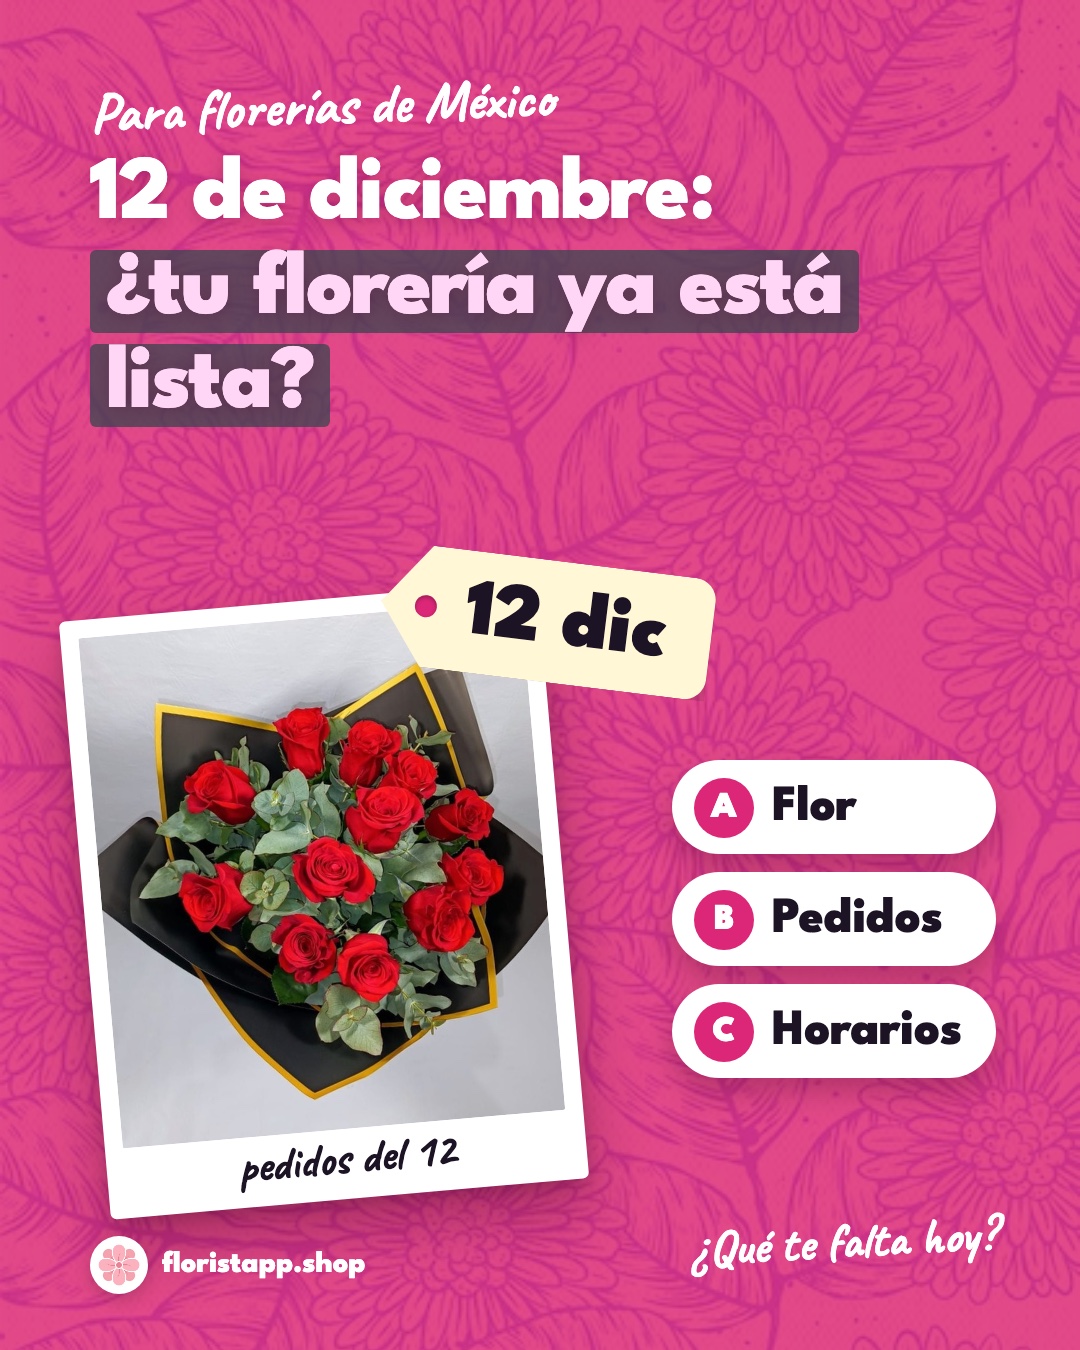 Para florerías de México
12 de diciembre:
¿tu florería ya está
lista?
12 dic
A Flor
B Pedidos
C Horarios
pedidos del 12
¿Qué te falta hoy?
floristapp.shop